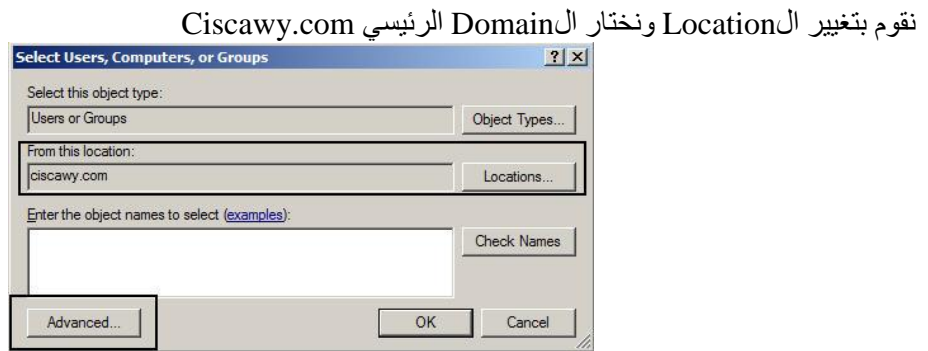 نقوم بتغيير الLocation ونختار الDomain الرئيسي Ciscawy.com
Select Users, Computers, or Groups
Select this object type:
Users or Groups
Object Types...
From this location:
ciscawy.com
Locations...
Enter the object names to select (examples):
Check Names
Advanced...
OK
Cancel